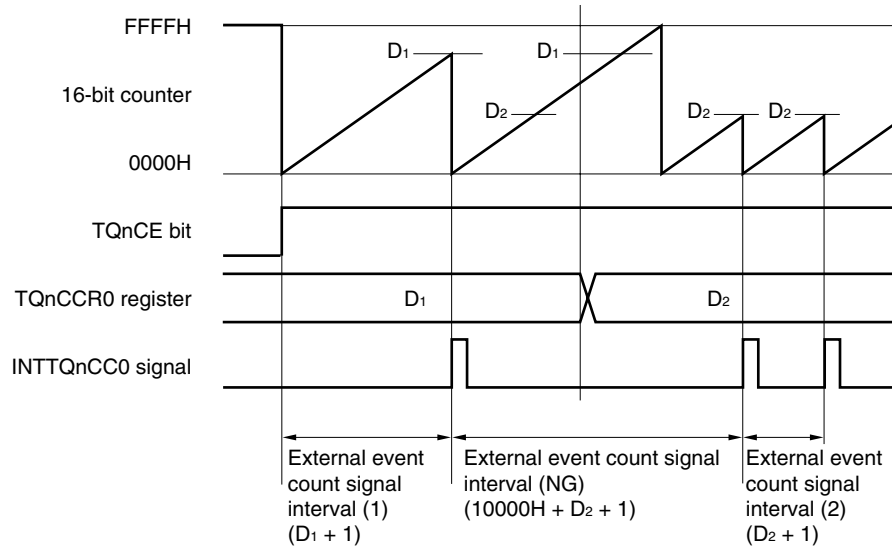 FFFFH
16-bit counter
0000H
D1
D2
D1
D2
D2
TQnCE bit
TQnCCR0 register
D1
D2
INTTQnCC0 signal
External event
count signal
interval (1)
(D1 + 1)
External event count signal
interval (NG)
(10000H + D2 + 1)
External event
count signal
interval (2)
(D2 + 1)